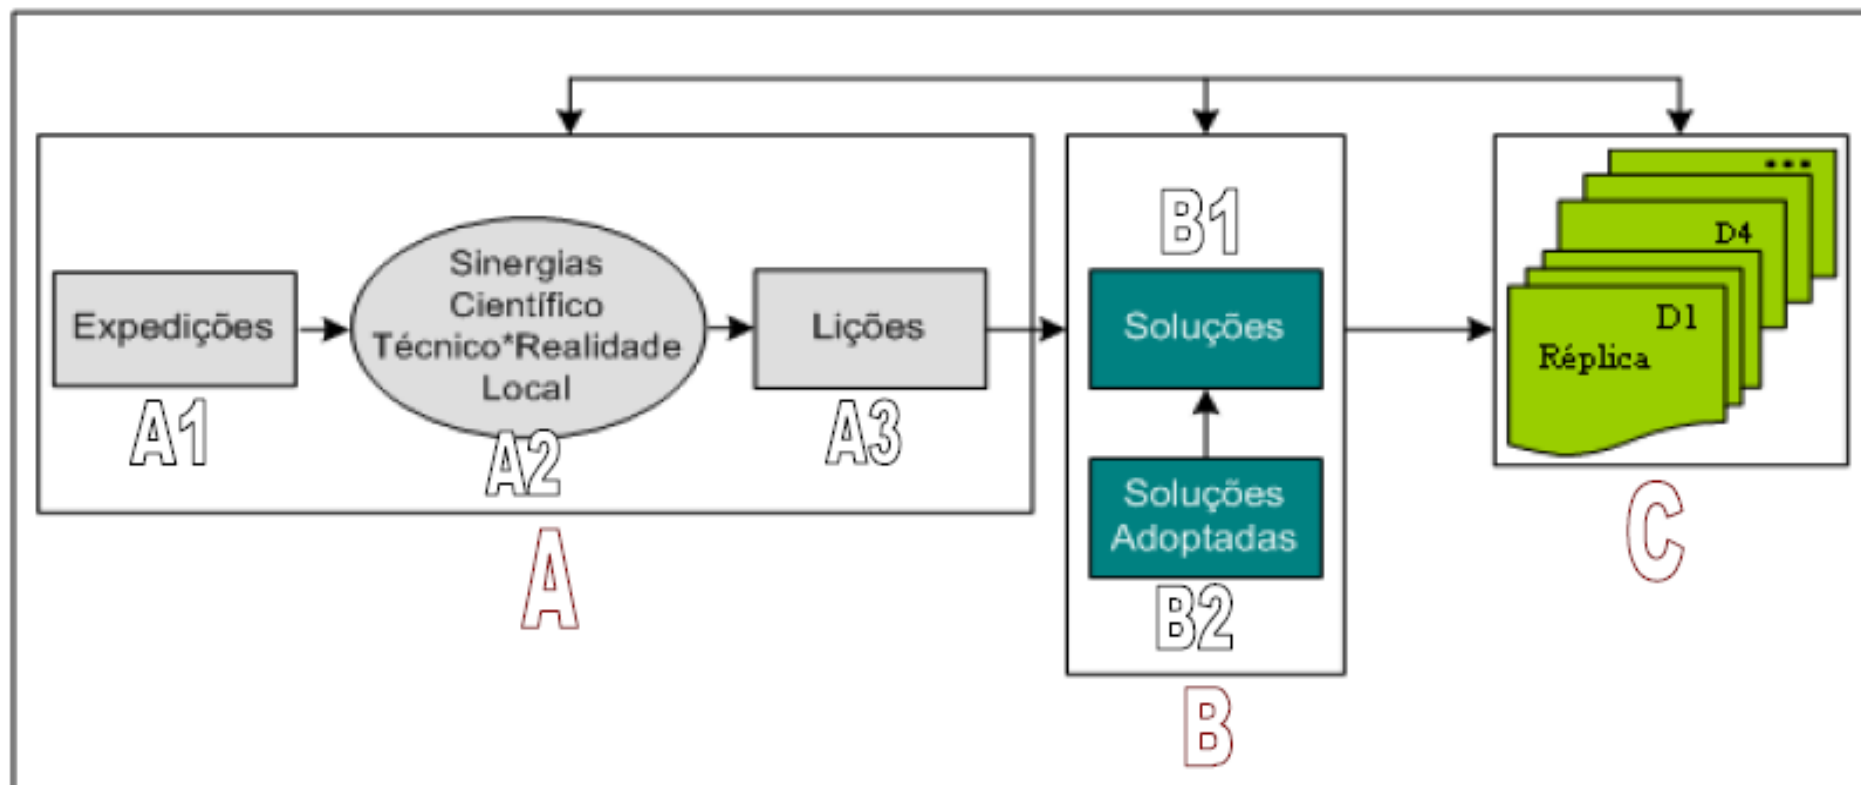 Expedições
A1
Sinergias
Científico
Técnico*Realidade
Local
A2
Lições
A3
A
B1
Soluções
Soluções
Adoptadas
B2
B
...
D4
D1
Réplica
C